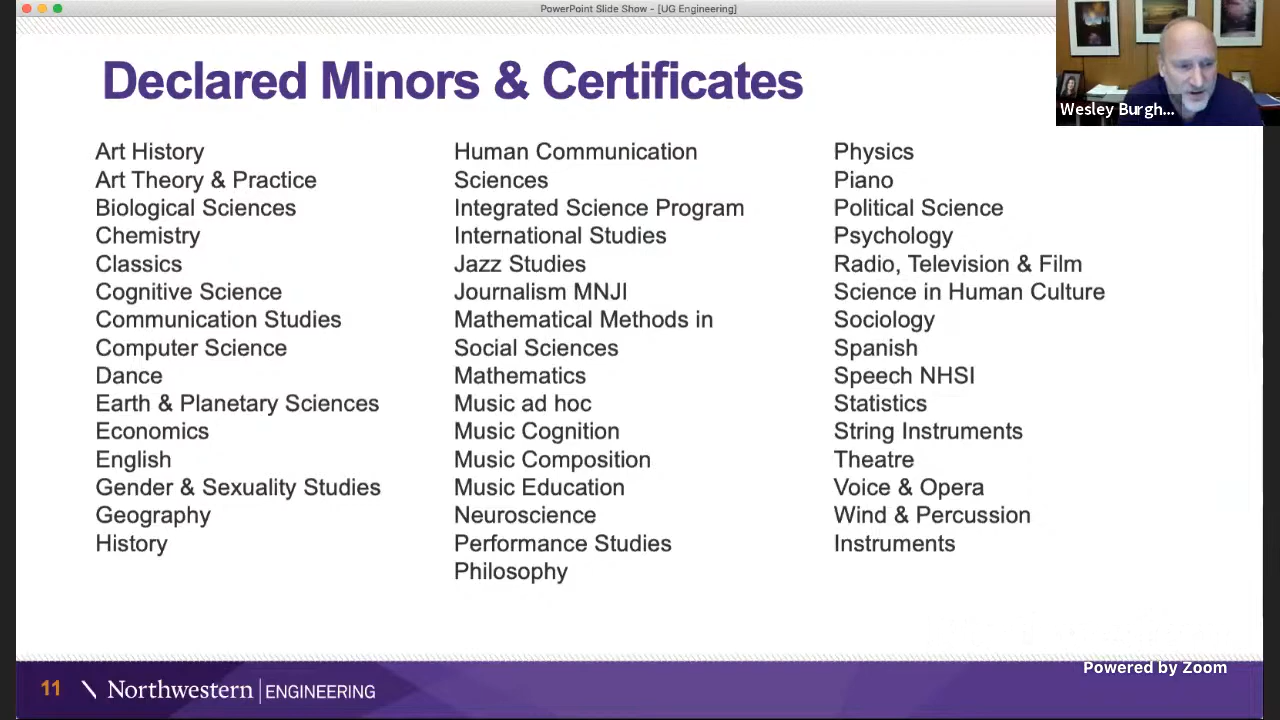 PowerPoint Slide Show - [UG Engineering]
Declared Minors & Certificates
Wesley Burgh...
Art History
Art Theory & Practice
Biological Sciences
Chemistry
Classics
Cognitive Science
Communication Studies
Computer Science
Dance
Earth & Planetary Sciences
Economics
English
Gender & Sexuality Studies
Geography
History
Human Communication
Sciences
Integrated Science Program
International Studies
Jazz Studies
Journalism MNJI
Mathematical Methods in
Social Sciences
Mathematics
Music ad hoc
Music Cognition
Music Composition
Music Education
Neuroscience
Performance Studies
Philosophy
Physics
Piano
Political Science
Psychology
Radio, Television & Film
Science in Human Culture
Sociology
Spanish
Speech NHSI
Statistics
String Instruments
Theatre
Voice & Opera
Wind & Percussion
Instruments
11
Northwestern | ENGINEERING
Powered by Zoom